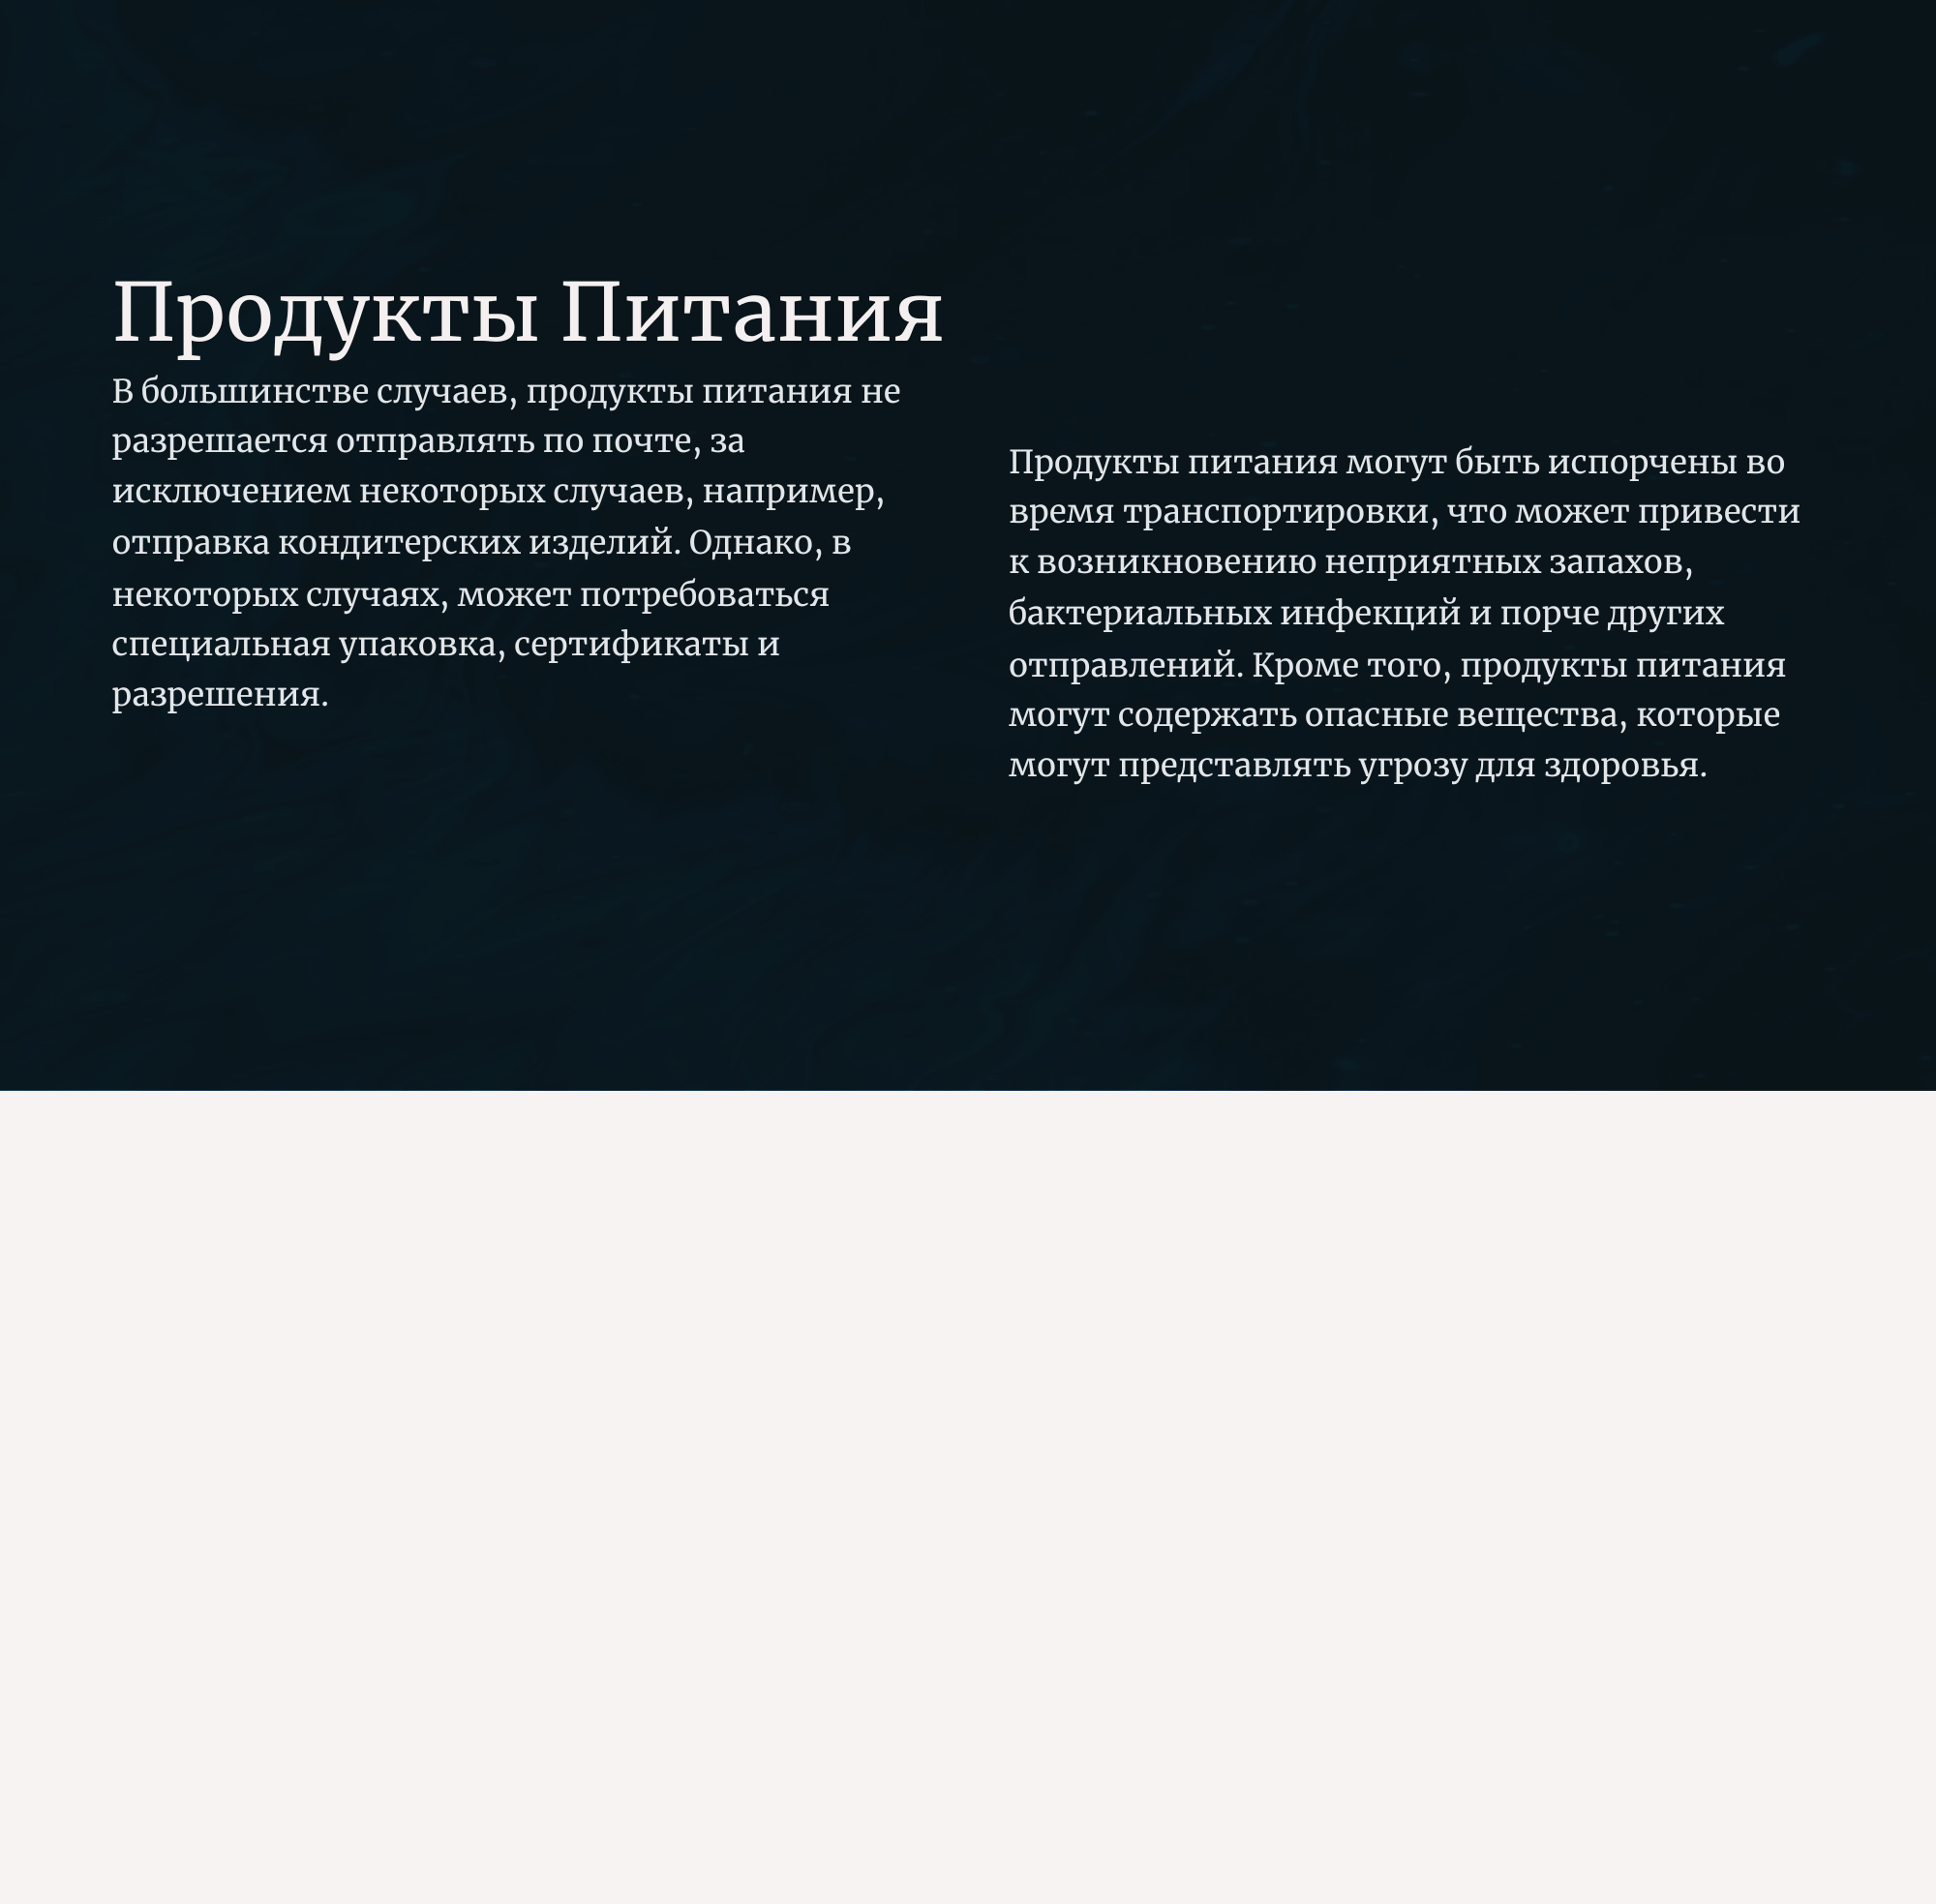 Продукты Питания
В большинстве случаев, продукты питания не
разрешается отправлять по почте, за
исключением некоторых случаев, например,
отправка кондитерских изделий. Однако, в
некоторых случаях, может потребоваться
специальная упаковка, сертификаты и
разрешения.
Продукты питания могут быть испорчены во
время транспортировки, что может привести
к возникновению неприятных запахов,
бактериальных инфекций и порче других
отправлений. Кроме того, продукты питания
могут содержать опасные вещества, которые
могут представлять угрозу для здоровья.